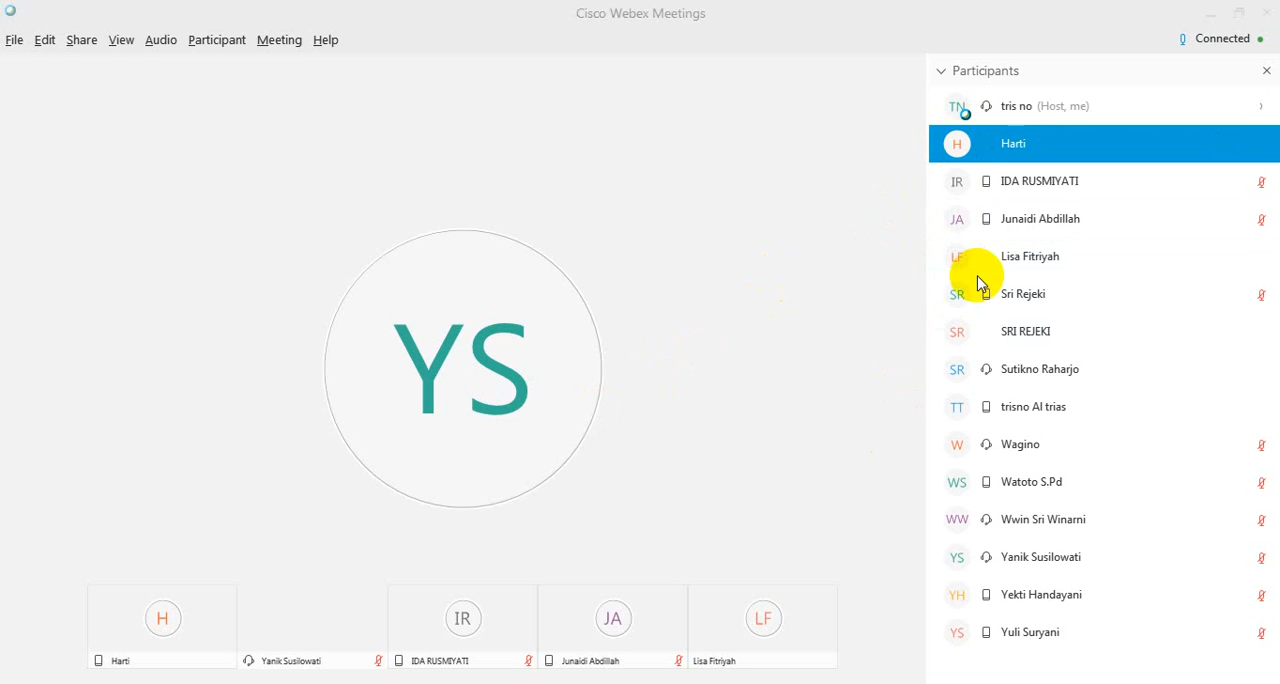 Cisco Webex Meetings
File Edit Share View Audio Participant Meeting Help
Connected
Participants
TN tris no (Host, me)
H Harti
IR IDA RUSMIYATI
JA Junaidi Abdillah
LF Lisa Fitriyah
SR Sri Rejeki
SR SRI REJEKI
SR Sutikno Raharjo
TT trisno Al trias
W Wagino
WS Watoto S.Pd
WW Wwin Sri Winarni
YS Yanik Susilowati
YH Yekti Handayani
YS Yuli Suryani
YS
H IR JA LF
Harti Yanik Susilowati IDA RUSMIYATI Junaidi Abdillah Lisa Fitriyah